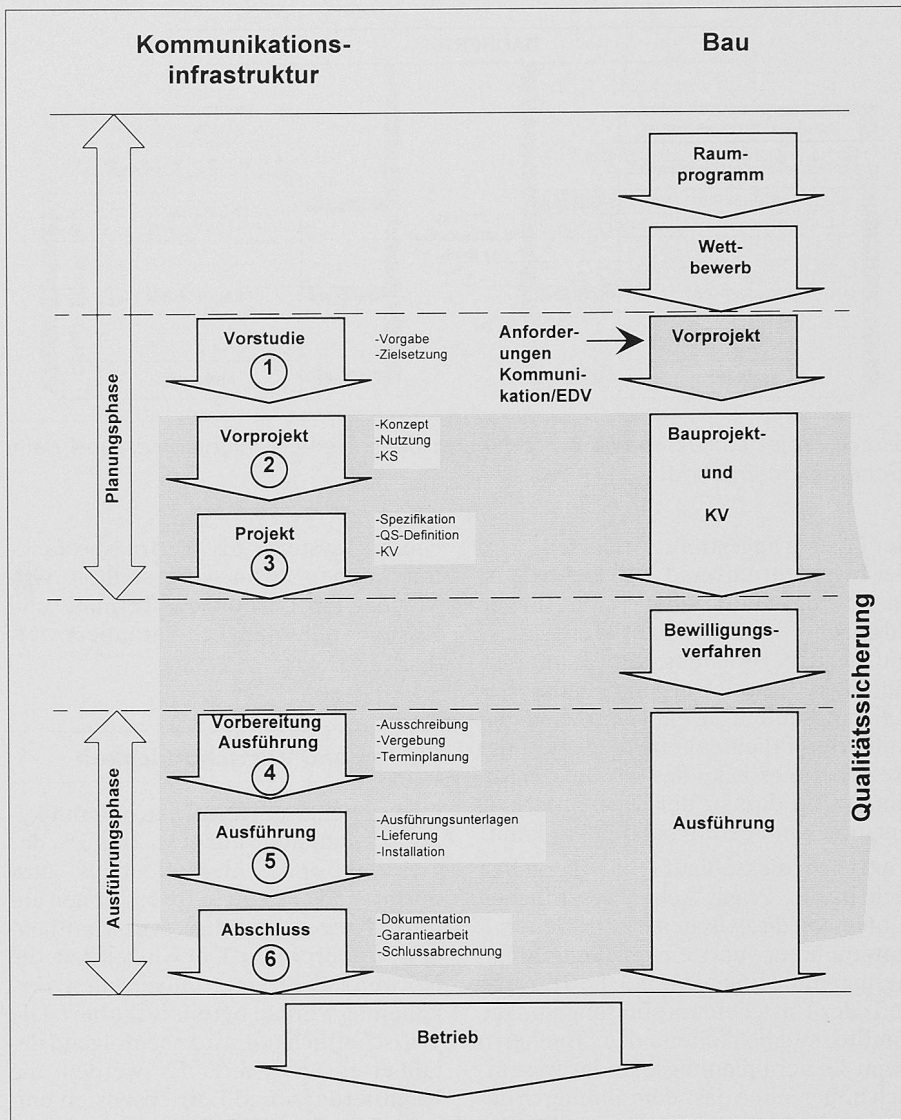 Kommunikations-
infrastruktur
Bau
Raum-
programm
Wett-
bewerb
Planungsphase
Vorstudie
1
-Vorgabe
-Zielsetzung
Anforder-
ungen
Kommuni-
kation/EDV
Vorprojekt
Vorprojekt
2
-Konzept
-Nutzung
-KS
Bauprojekt-
und
KV
Projekt
3
-Spezifikation
-QS-Definition
-KV
Bewilligungs-
verfahren
Qualitätssicherung
Ausführungsphase
Vorbereitung
Ausführung
4
-Ausschreibung
-Vergebung
-Terminplanung
Ausführung
5
-Ausführungsunterlagen
-Lieferung
-Installation
Ausführung
Abschluss
6
-Dokumentation
-Garantiearbeit
-Schlussabrechnung
Betrieb